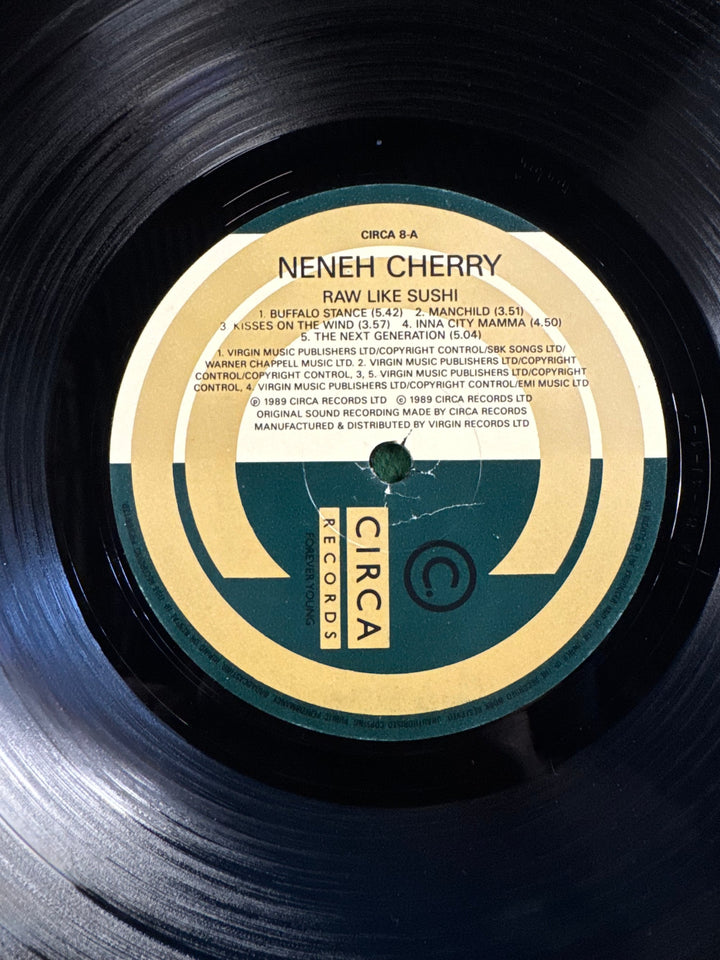 CIRCA 8-A
NENEH CHERRY
RAW LIKE SUSHI
1. BUFFALO STANCE (5.42) 2. MANCHILD (3.51)
3. KISSES ON THE WIND (3.57) 4. INNA CITY MAMMA (4.50)
5. THE NEXT GENERATION (5.04)
1. VIRGIN MUSIC PUBLISHERS LTD/COPYRIGHT CONTROL/SBK SONGS LTD/
WARNER CHAPPELL MUSIC LTD. 2. VIRGIN MUSIC PUBLISHERS LTD/COPYRIGHT
CONTROL/COPYRIGHT CONTROL, 3, 5. VIRGIN MUSIC PUBLISHERS LTD/COPYRIGHT
CONTROL, 4. VIRGIN MUSIC PUBLISHERS LTD/COPYRIGHT CONTROL/EMI MUSIC LTD
℗ 1989 CIRCA RECORDS LTD © 1989 CIRCA RECORDS LTD
ORIGINAL SOUND RECORDING MADE BY CIRCA RECORDS
MANUFACTURED & DISTRIBUTED BY VIRGIN RECORDS LTD
C.
CIRCA
RECORDS
FOREVER YOUNG